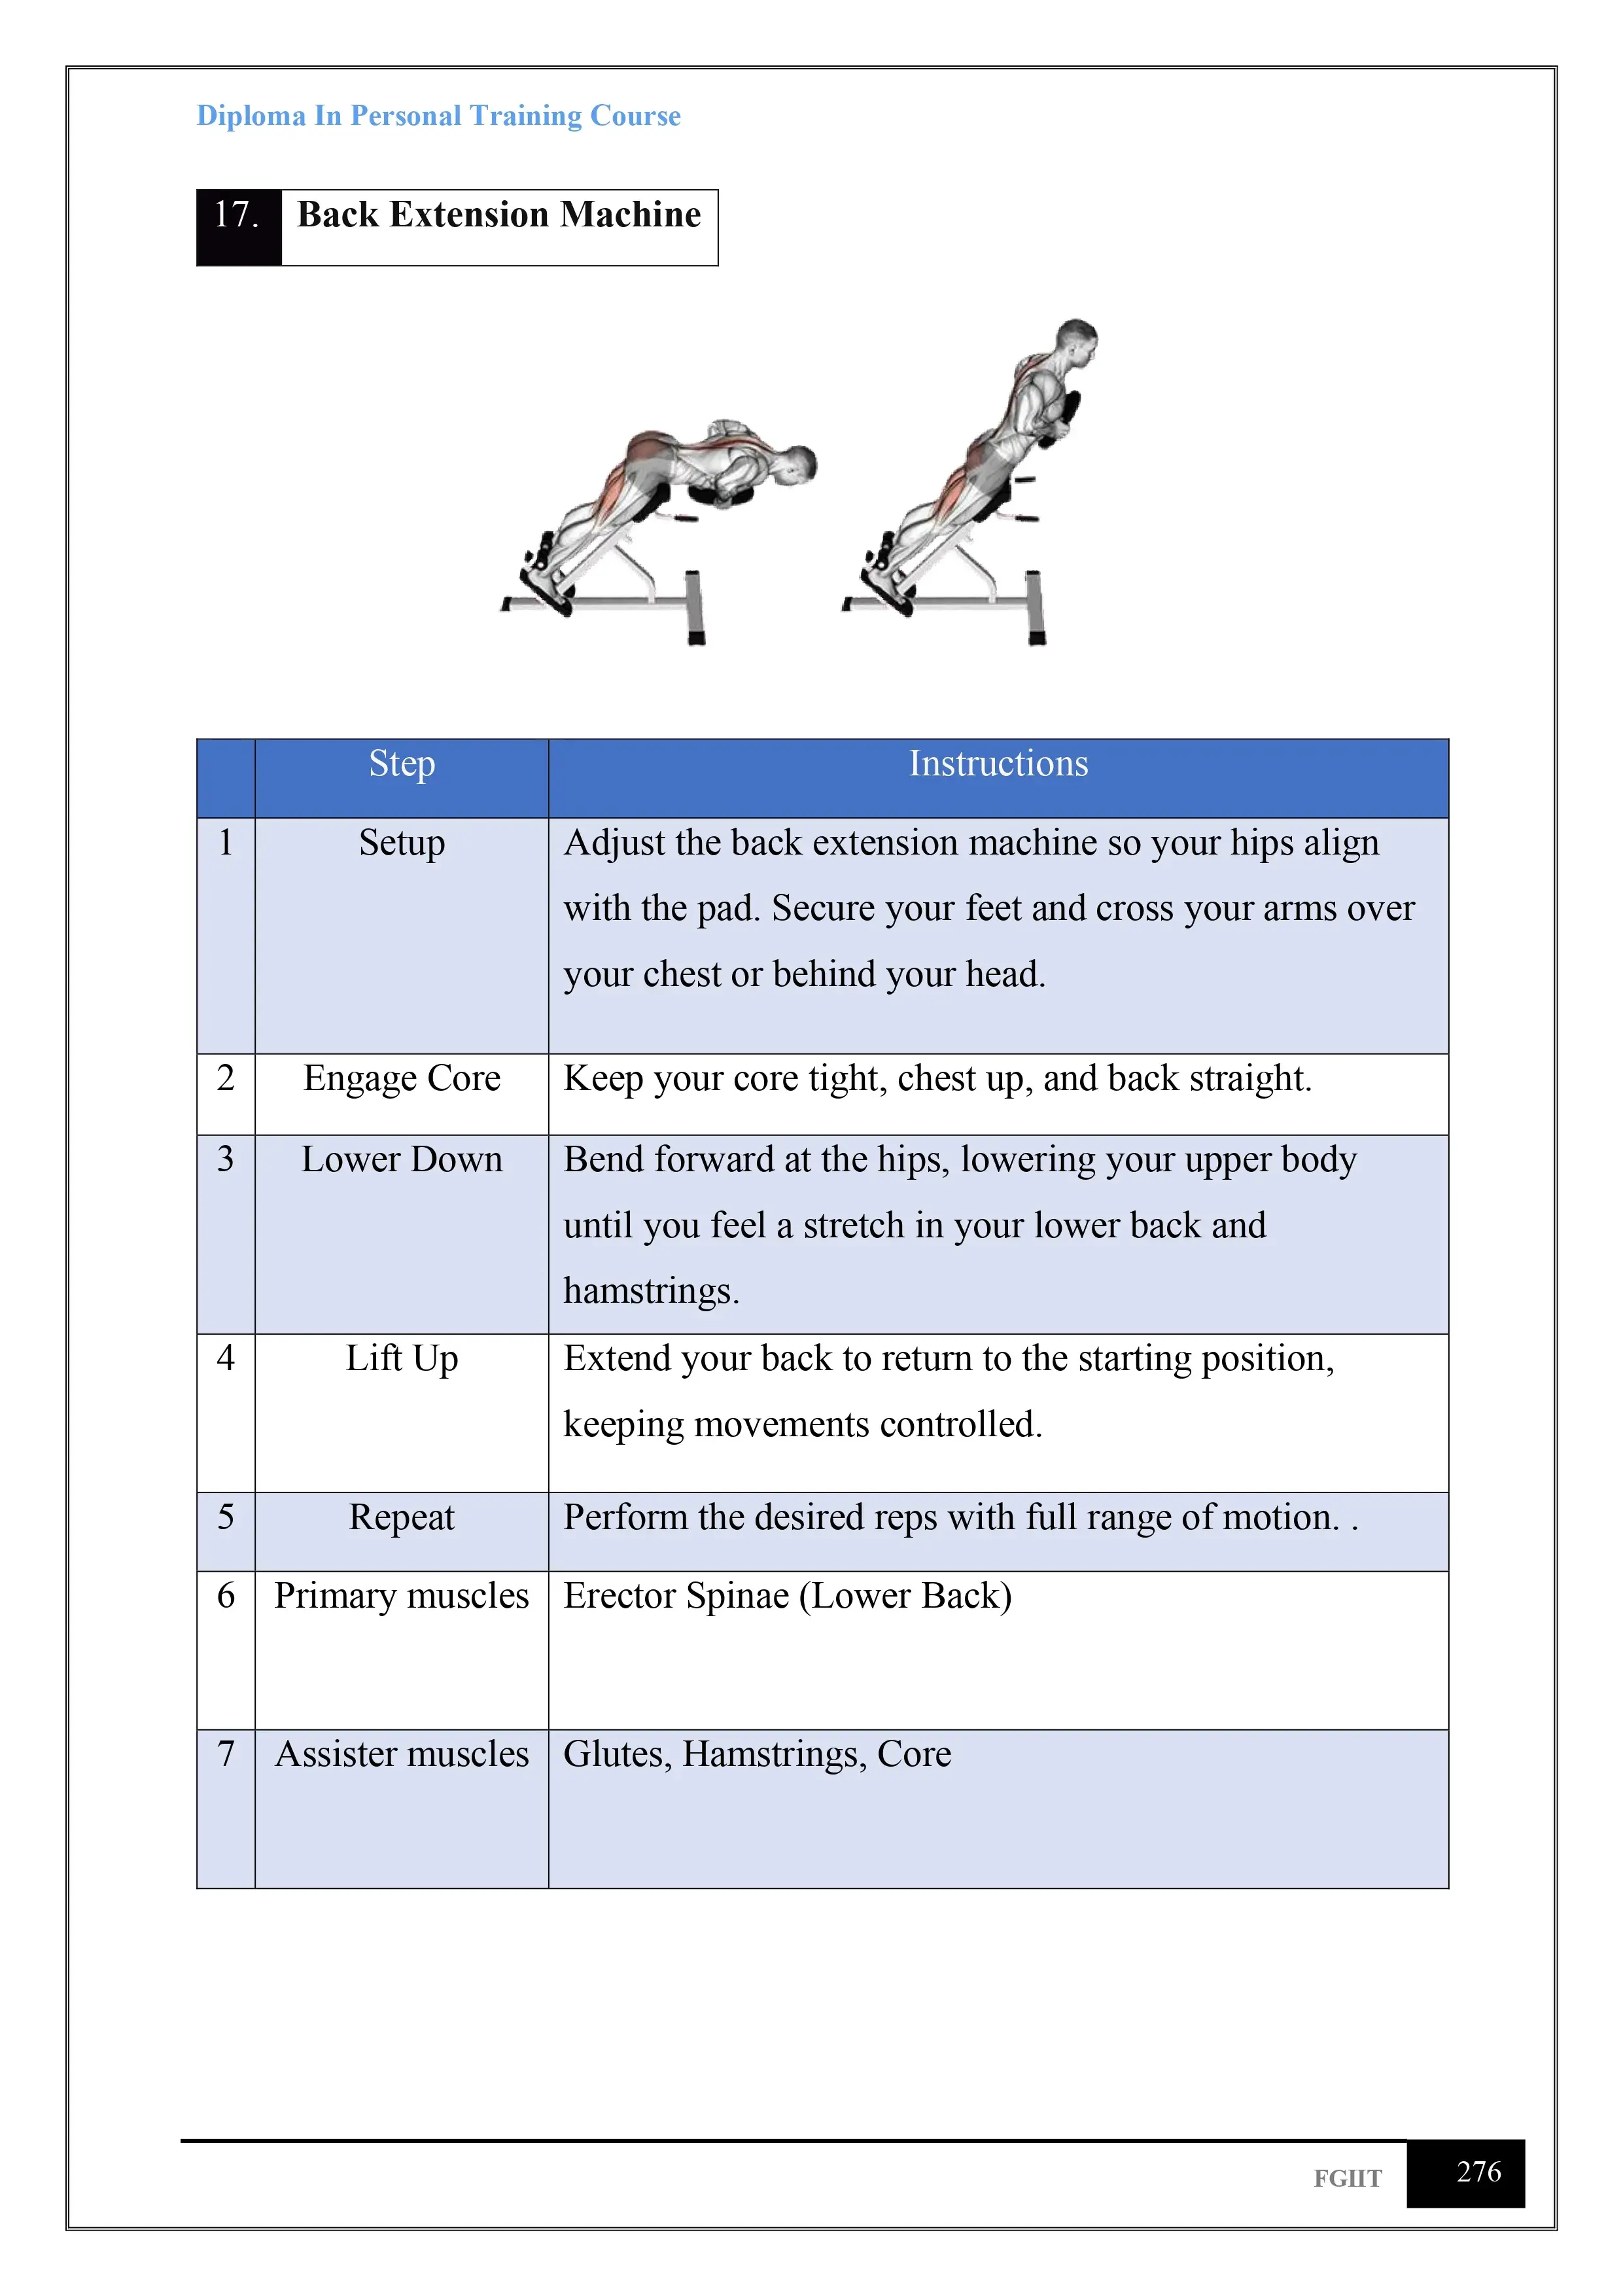 Diploma In Personal Training Course
17. Back Extension Machine
Step Instructions
1 Setup Adjust the back extension machine so your hips align
with the pad. Secure your feet and cross your arms over
your chest or behind your head.
2 Engage Core Keep your core tight, chest up, and back straight.
3 Lower Down Bend forward at the hips, lowering your upper body
until you feel a stretch in your lower back and
hamstrings.
4 Lift Up Extend your back to return to the starting position,
keeping movements controlled.
5 Repeat Perform the desired reps with full range of motion. .
6 Primary muscles Erector Spinae (Lower Back)
7 Assister muscles Glutes, Hamstrings, Core
FGIIT 276